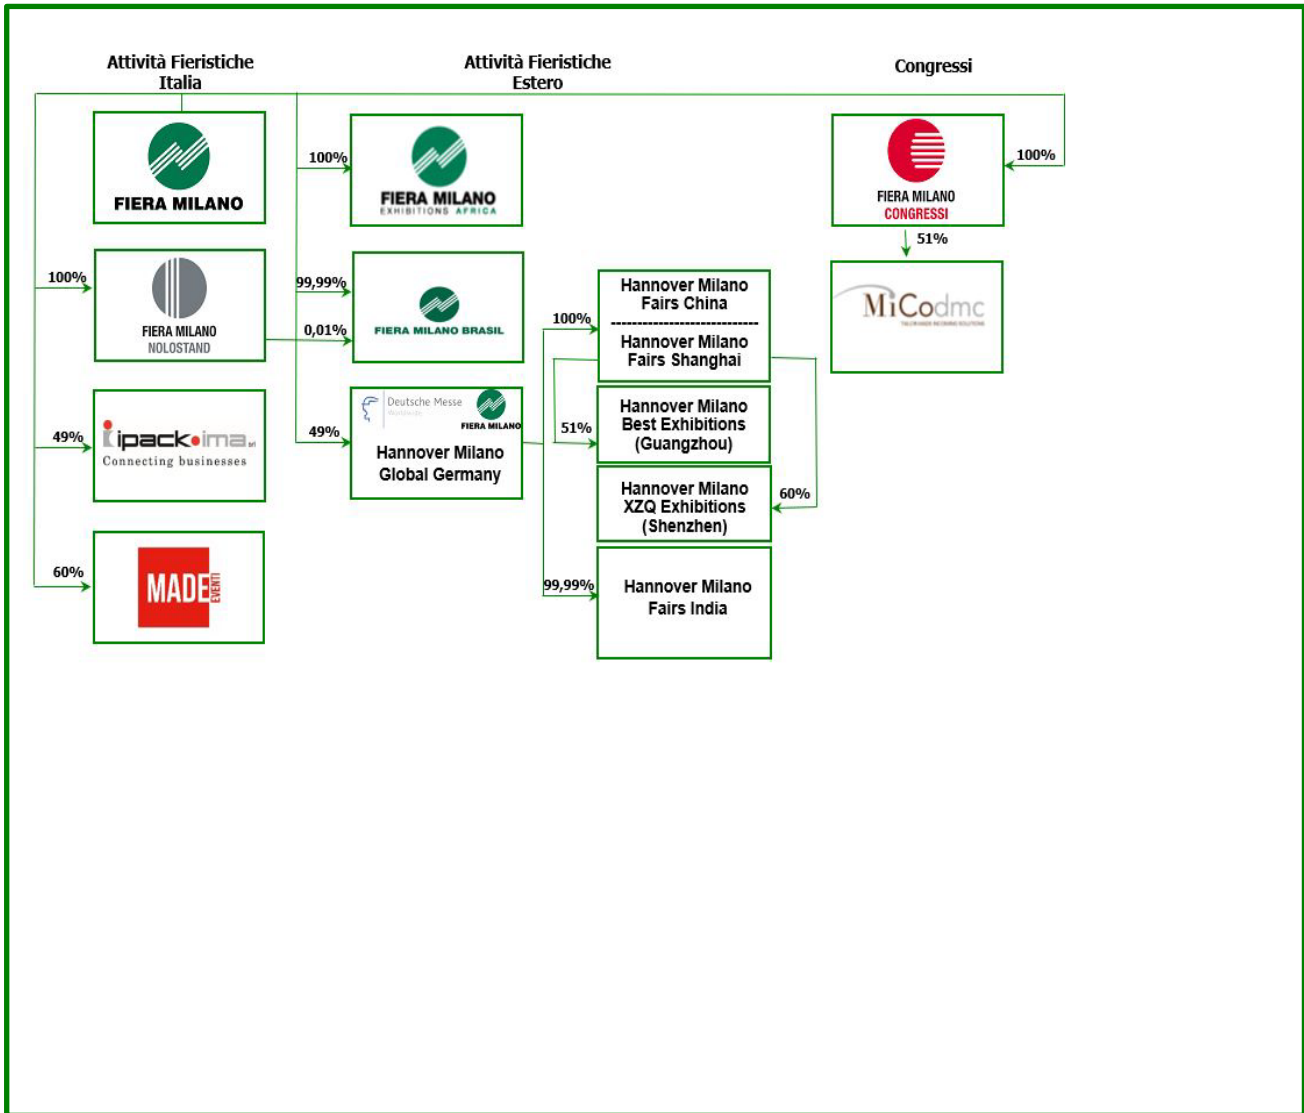 Attività Fieristiche
Italia
Attività Fieristiche
Estero
Congressi
FIERA MILANO
100%
FIERA MILANO
EXHIBITIONS AFRICA
FIERA MILANO
CONGRESSI
100%
51%
100%
FIERA MILANO
NOLOSTAND
99,99%
0,01%
FIERA MILANO BRASIL
100%
Hannover Milano
Fairs China
----------------------------
Hannover Milano
Fairs Shanghai
MiCodmc
49%
ipack•ima srl
Connecting businesses
49%
Deutsche Messe
Worldwide
FIERA MILANO
Hannover Milano
Global Germany
51%
Hannover Milano
Best Exhibitions
(Guangzhou)
Hannover Milano
XZQ Exhibitions
(Shenzhen)
60%
60%
MADE
EVENTI
99,99%
Hannover Milano
Fairs India